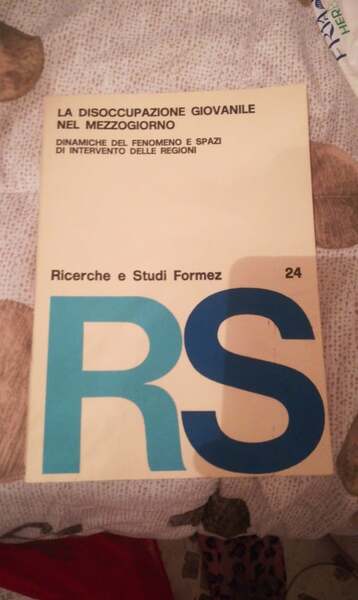 LA DISOCCUPAZIONE GIOVANILE
NEL MEZZOGIORNO
DINAMICHE DEL FENOMENO E SPAZI
DI INTERVENTO DELLE REGIONI
Ricerche e Studi Formez 24
RS